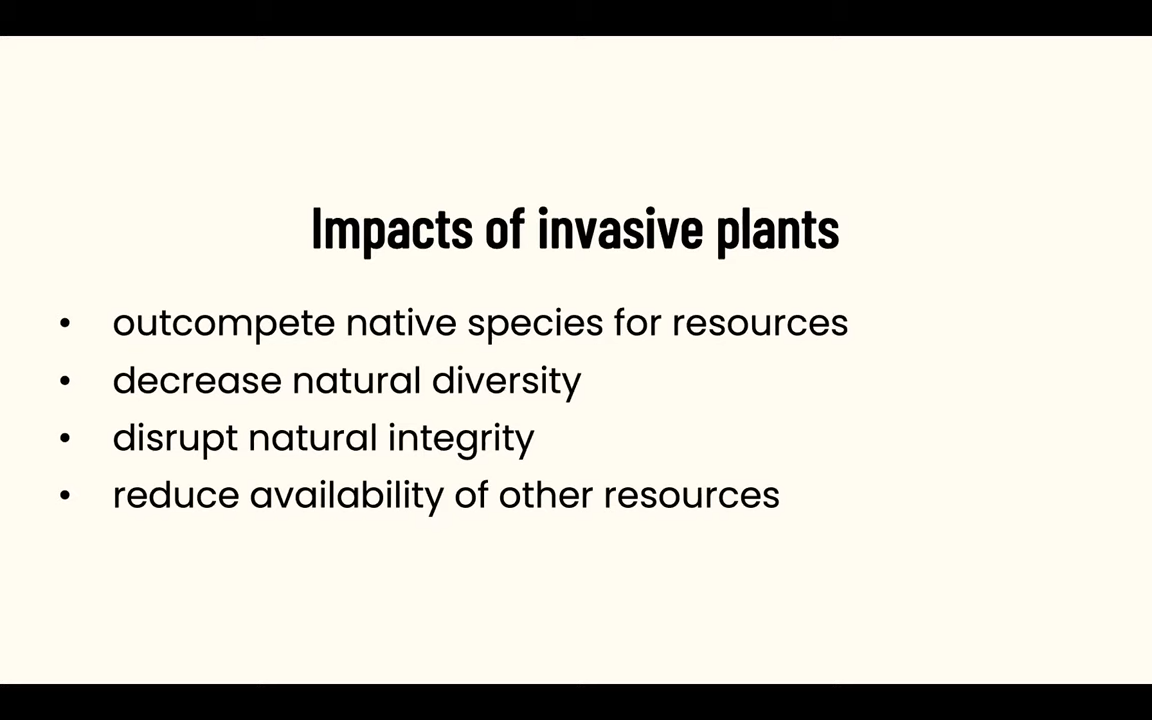 Impacts of invasive plants
• outcompete native species for resources
• decrease natural diversity
• disrupt natural integrity
• reduce availability of other resources